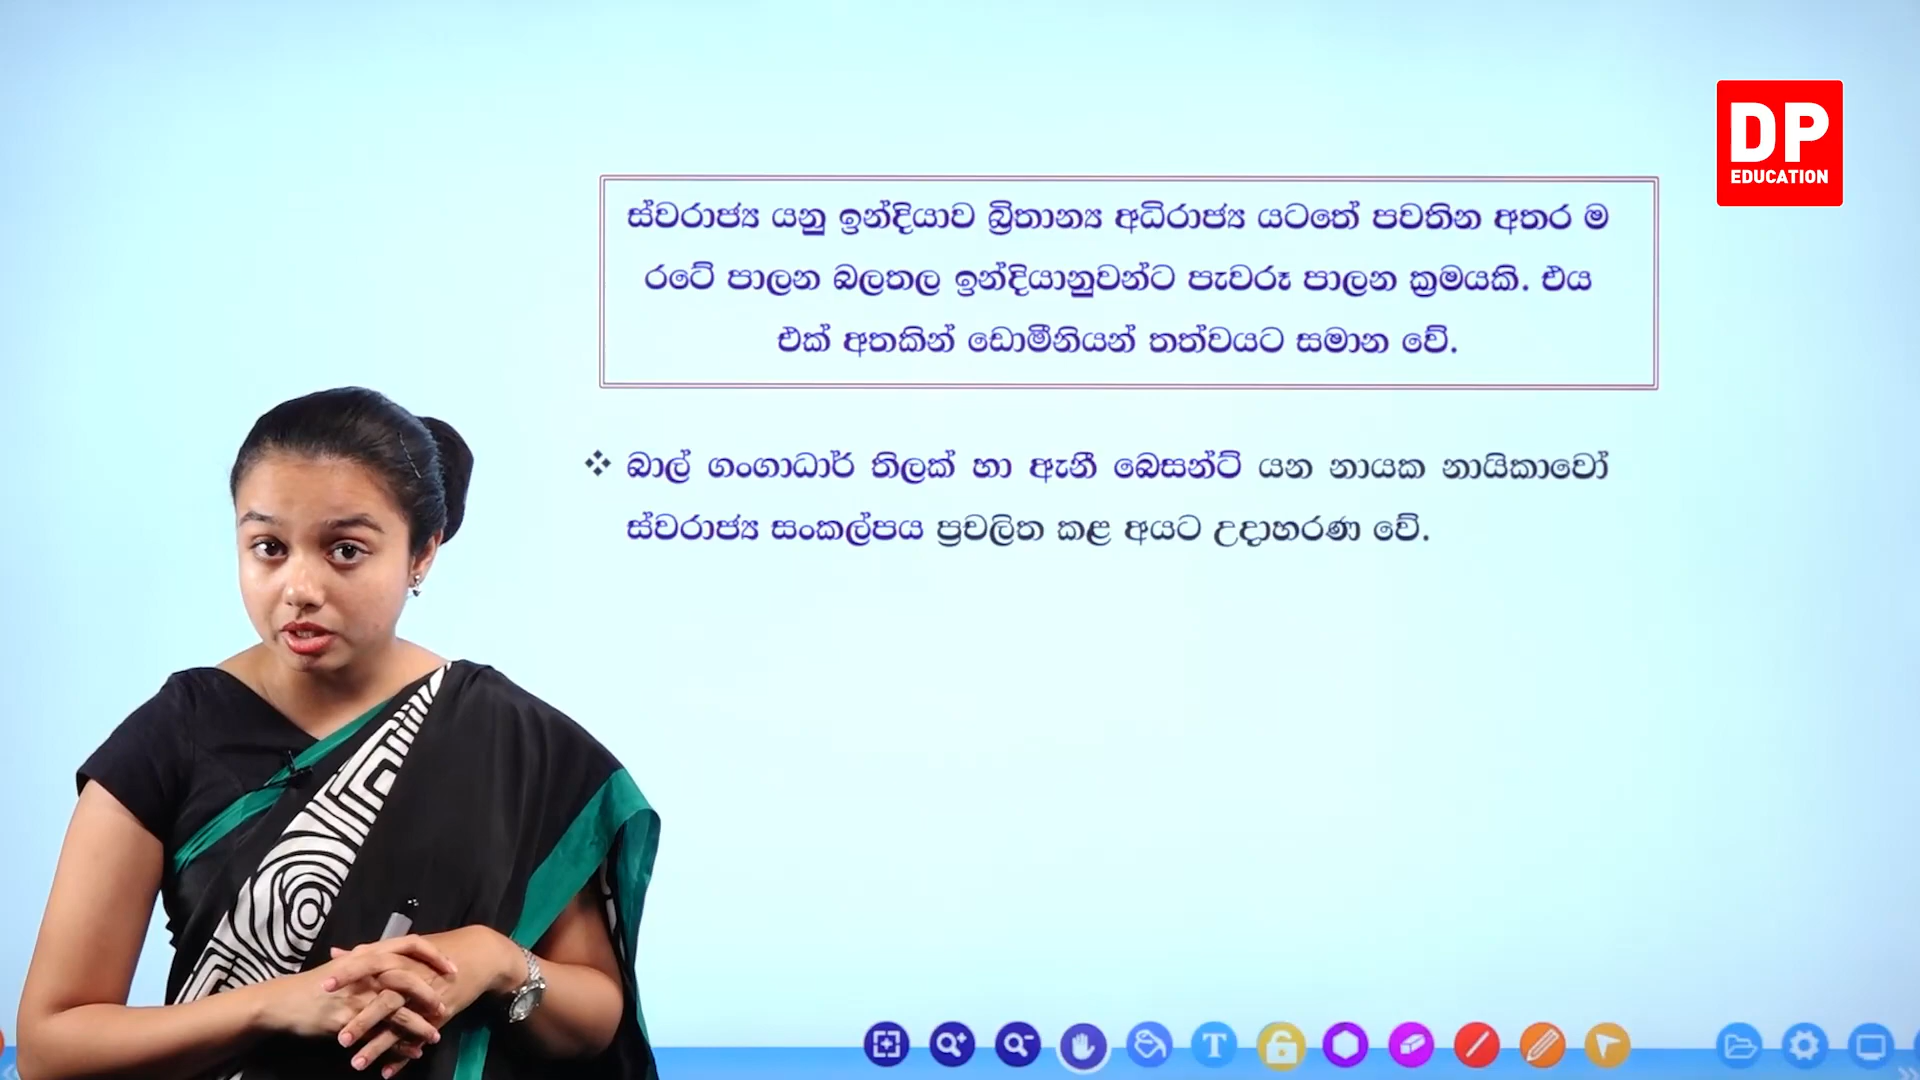 DP
EDUCATION
ස්වරාජ්‍ය යනු ඉන්දියාව බ්‍රිතාන්‍ය අධිරාජ්‍ය යටතේ පවතින අතර ම
රටේ පාලන බලතල ඉන්දියානුවන්ට පැවරූ පාලන ක්‍රමයකි. එය
එක් අතකින් ඩොමීනියන් තත්වයට සමාන වේ.
❖ බාල් ගංගාධාර් තිලක් හා ඇනී බෙසන්ට් යන නායක නායිකාවෝ
ස්වරාජ්‍ය සංකල්පය ප්‍රචලිත කළ අයට උදාහරණ වේ.
T